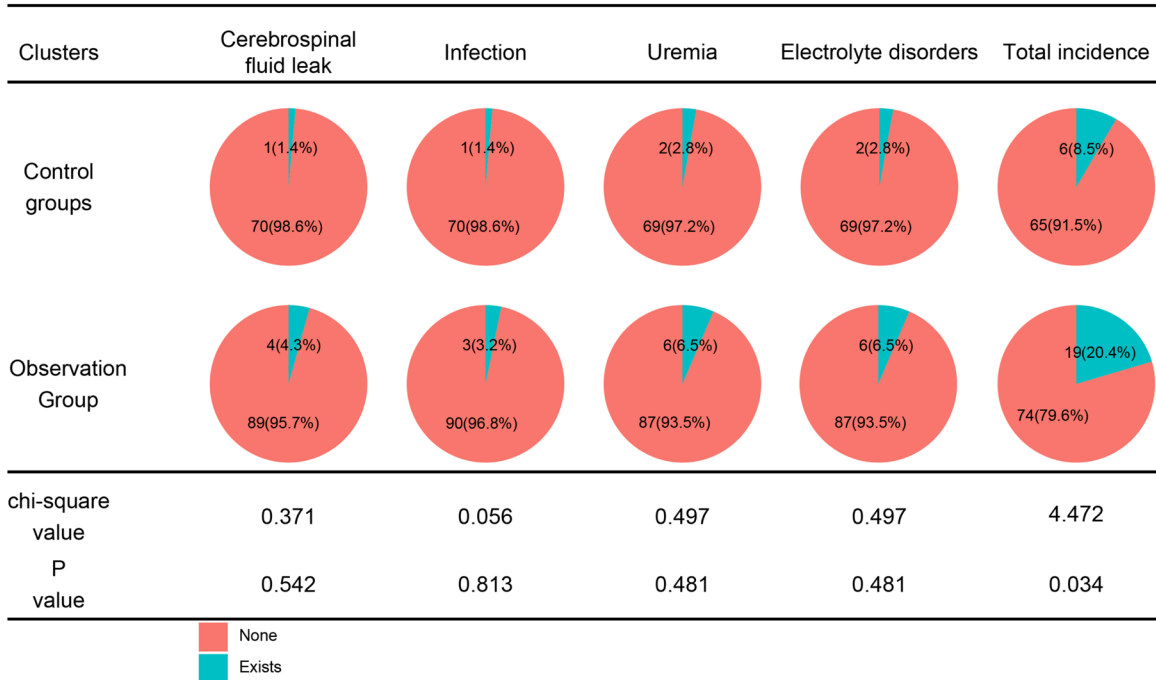 Clusters
Cerebrospinal
fluid leak
Infection
Uremia
Electrolyte disorders
Total incidence
Control
groups
1(1.4%)
1(1.4%)
2(2.8%)
2(2.8%)
6(8.5%)
70(98.6%)
70(98.6%)
69(97.2%)
69(97.2%)
65(91.5%)
Observation
Group
4(4.3%)
3(3.2%)
6(6.5%)
6(6.5%)
19(20.4%)
89(95.7%)
90(96.8%)
87(93.5%)
87(93.5%)
74(79.6%)
chi-square
value
0.371
0.056
0.497
0.497
4.472
P
value
0.542
0.813
0.481
0.481
0.034
None
Exists